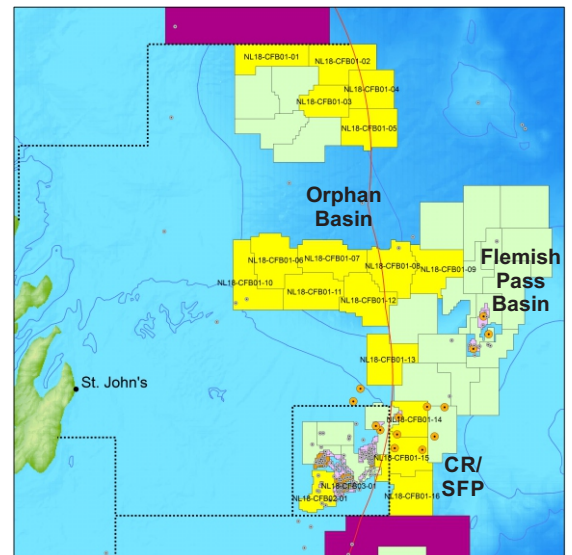 NL18-CFB01-01
NL18-CFB01-02
NL18-CFB01-04
NL18-CFB01-03
NL18-CFB01-05
Orphan
Basin
NL18-CFB01-06
NL18-CFB01-07
NL18-CFB01-08
NL18-CFB01-09
Flemish
Pass
Basin
NL18-CFB01-10
NL18-CFB01-11
NL18-CFB01-12
NL18-CFB01-13
St. John's
NL18-CFB01-14
NL18-CFB01-15
CR/
SFP
NL18-CFB03-01
NL18-CFB02-01
NL18-CFB01-16